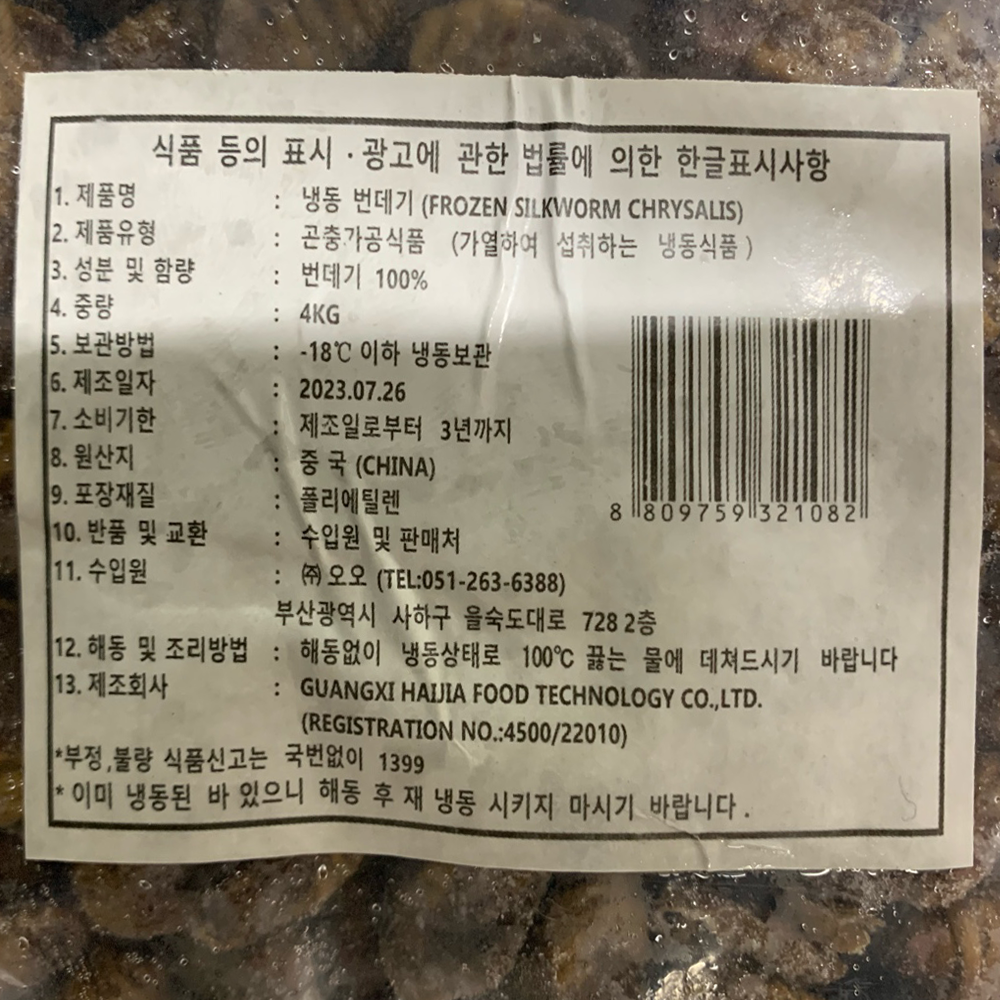 식품 등의 표시 · 광고에 관한 법률에 의한 한글표시사항
1. 제품명 : 냉동 번데기 (FROZEN SILKWORM CHRYSALIS)
2. 제품유형 : 곤충가공식품 (가열하여 섭취하는 냉동식품)
3. 성분 및 함량 : 번데기 100%
4. 중량 : 4KG
5. 보관방법 : -18℃ 이하 냉동보관
6. 제조일자 : 2023.07.26
7. 소비기한 : 제조일로부터 3년까지
8. 원산지 : 중 국 (CHINA)
9. 포장재질 : 폴리에틸렌
8 809759 321082
10. 반품 및 교환 : 수입원 및 판매처
11. 수입원 : ㈜ 오오 (TEL:051-263-6388)
부산광역시 사하구 을숙도대로 728 2층
12. 해동 및 조리방법 : 해동없이 냉동상태로 100℃ 끓는 물에 데쳐드시기 바랍니다
13. 제조회사 : GUANGXI HAIJIA FOOD TECHNOLOGY CO.,LTD.
(REGISTRATION NO.:4500/22010)
*부정,불량 식품신고는 국번없이 1399
* 이미 냉동된 바 있으니 해동 후 재 냉동 시키지 마시기 바랍니다.